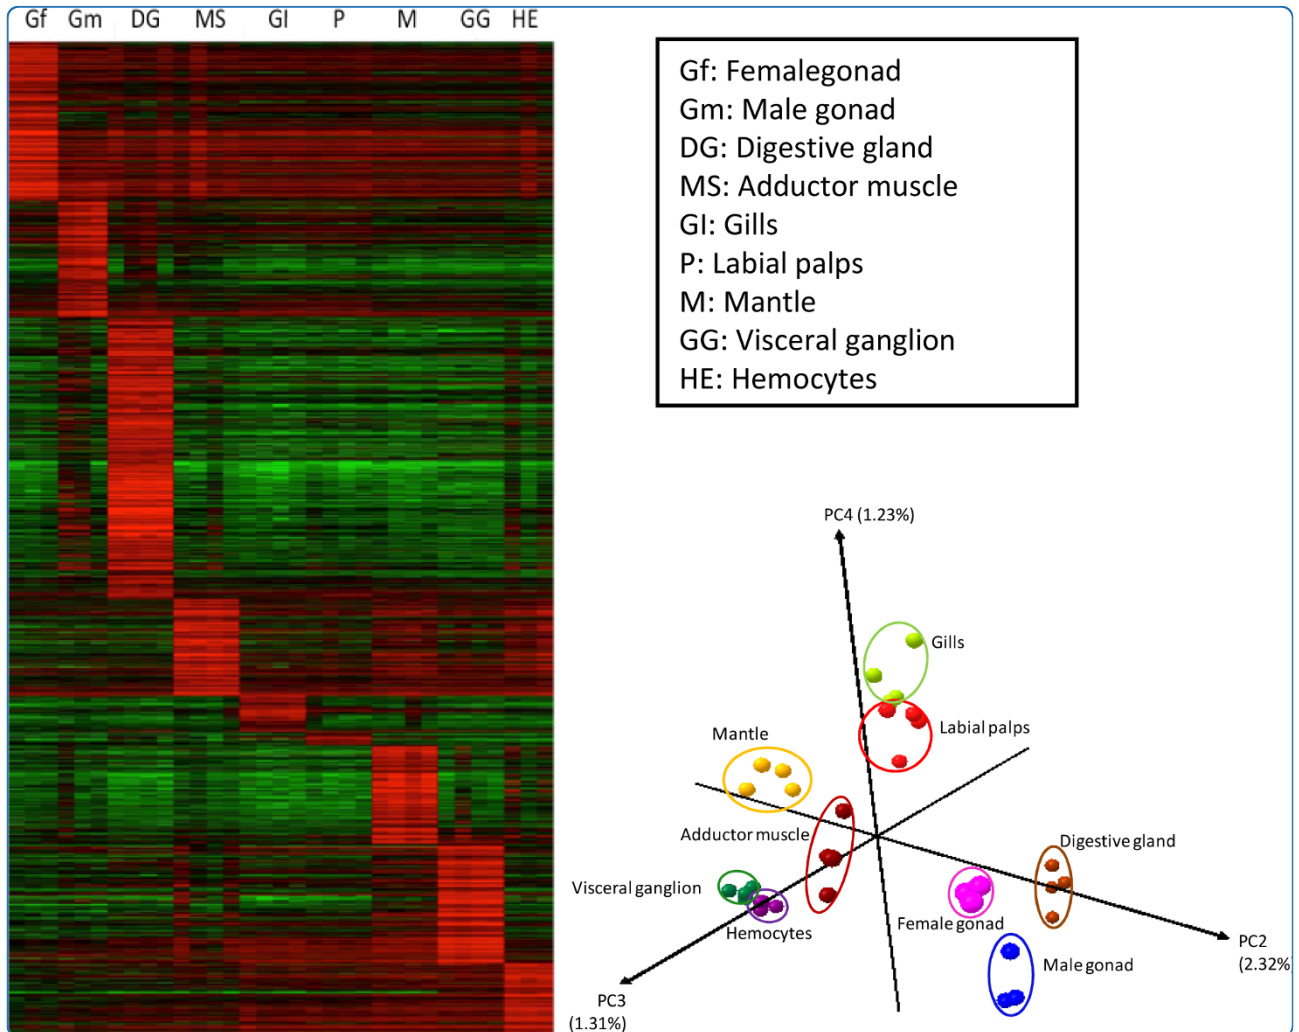 Gf Gm DG MS GI P M GG HE
Gf: Femalegonad
Gm: Male gonad
DG: Digestive gland
MS: Adductor muscle
GI: Gills
P: Labial palps
M: Mantle
GG: Visceral ganglion
HE: Hemocytes
PC4 (1.23%)
Gills
Labial palps
Mantle
Adductor muscle
Digestive gland
Visceral ganglion
Female gonad
Hemocytes
Male gonad
PC2
(2.32%)
PC3
(1.31%)